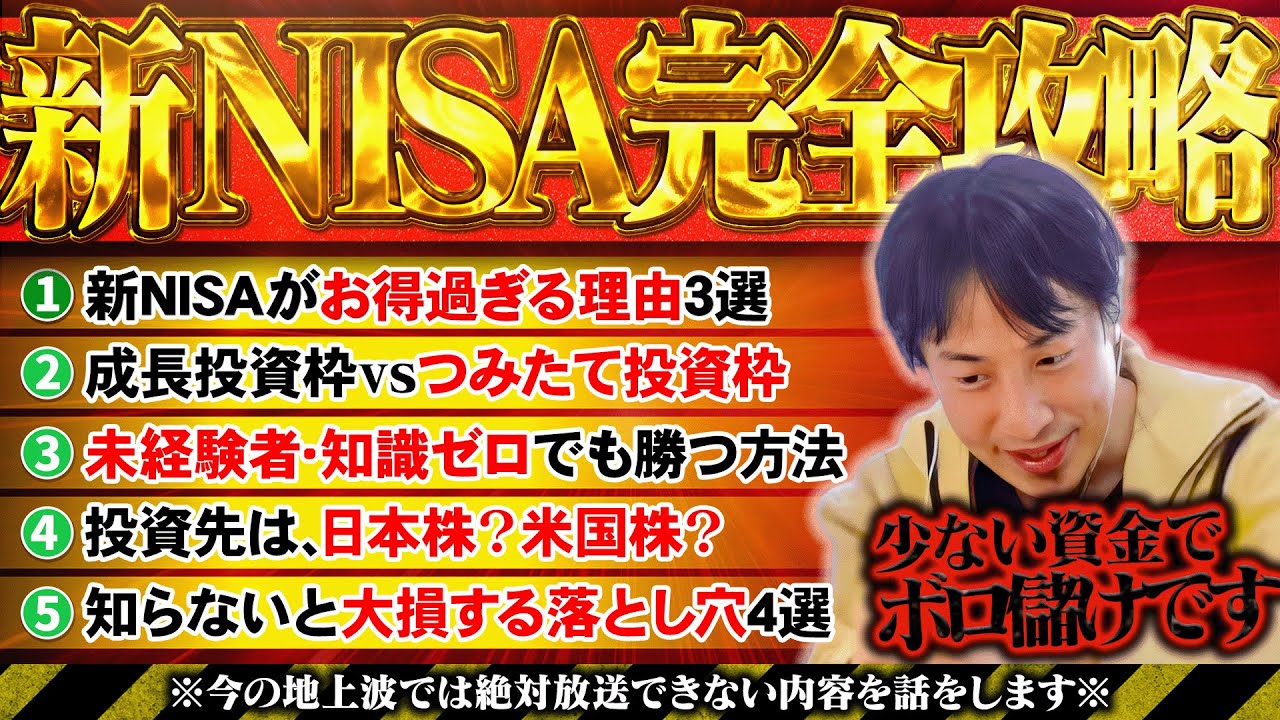 新NISA完全攻略
① 新NISAがお得過ぎる理由3選
② 成長投資枠vsつみたて投資枠
③ 未経験者・知識ゼロでも勝つ方法
④ 投資先は、日本株?米国株?
⑤ 知らないと大損する落とし穴4選
少ない資金で
ボロ儲けです
※今の地上波では絶対放送できない内容を話をします※